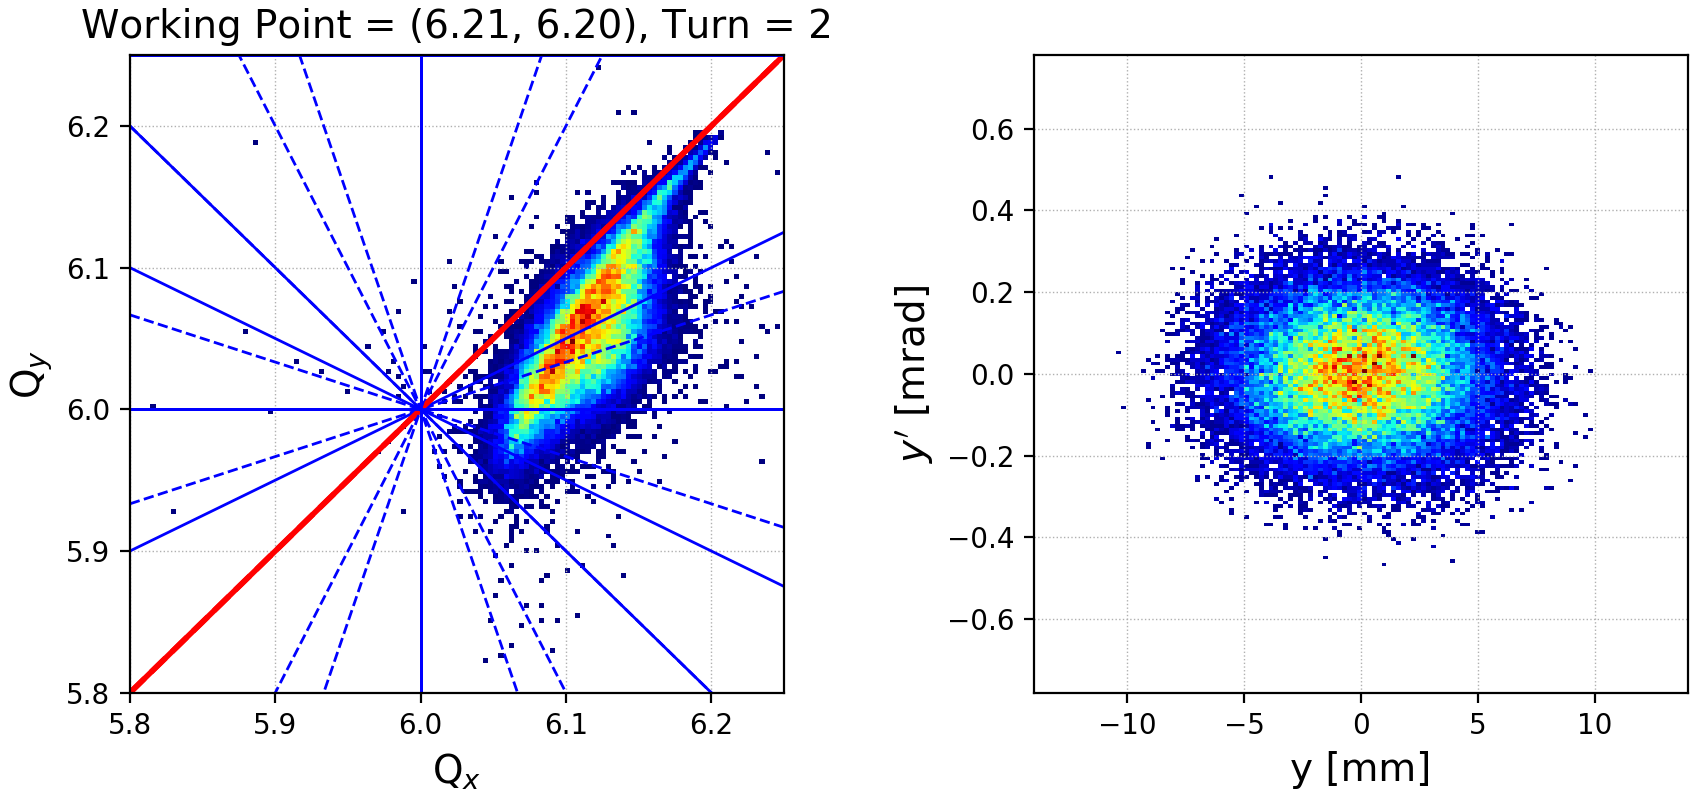 Working Point = (6.21, 6.20), Turn = 2
6.2
6.1
6.0
5.9
5.8
Q_y
5.8 5.9 6.0 6.1 6.2
Q_x
0.6
0.4
0.2
0.0
−0.2
−0.4
−0.6
y′ [mrad]
−10 −5 0 5 10
y [mm]